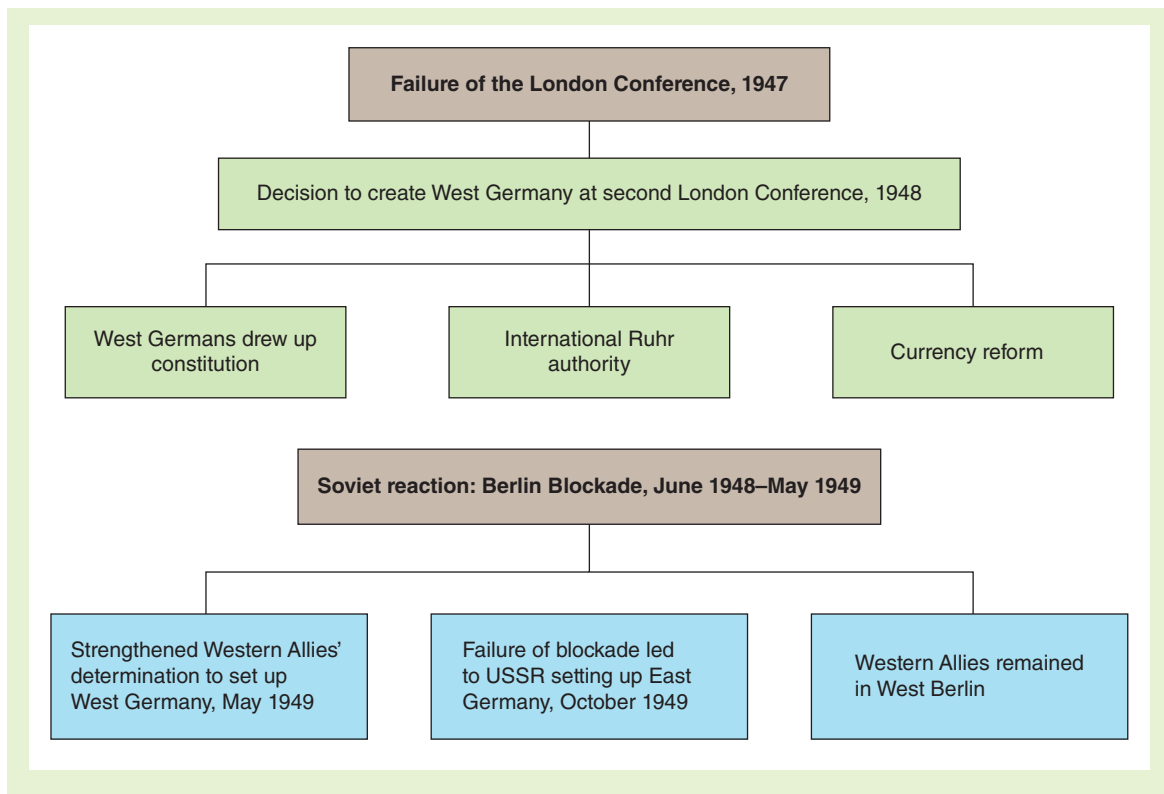 Failure of the London Conference, 1947
Decision to create West Germany at second London Conference, 1948
West Germans drew up
constitution
International Ruhr
authority
Currency reform
Soviet reaction: Berlin Blockade, June 1948–May 1949
Strengthened Western Allies’
determination to set up
West Germany, May 1949
Failure of blockade led
to USSR setting up East
Germany, October 1949
Western Allies remained
in West Berlin